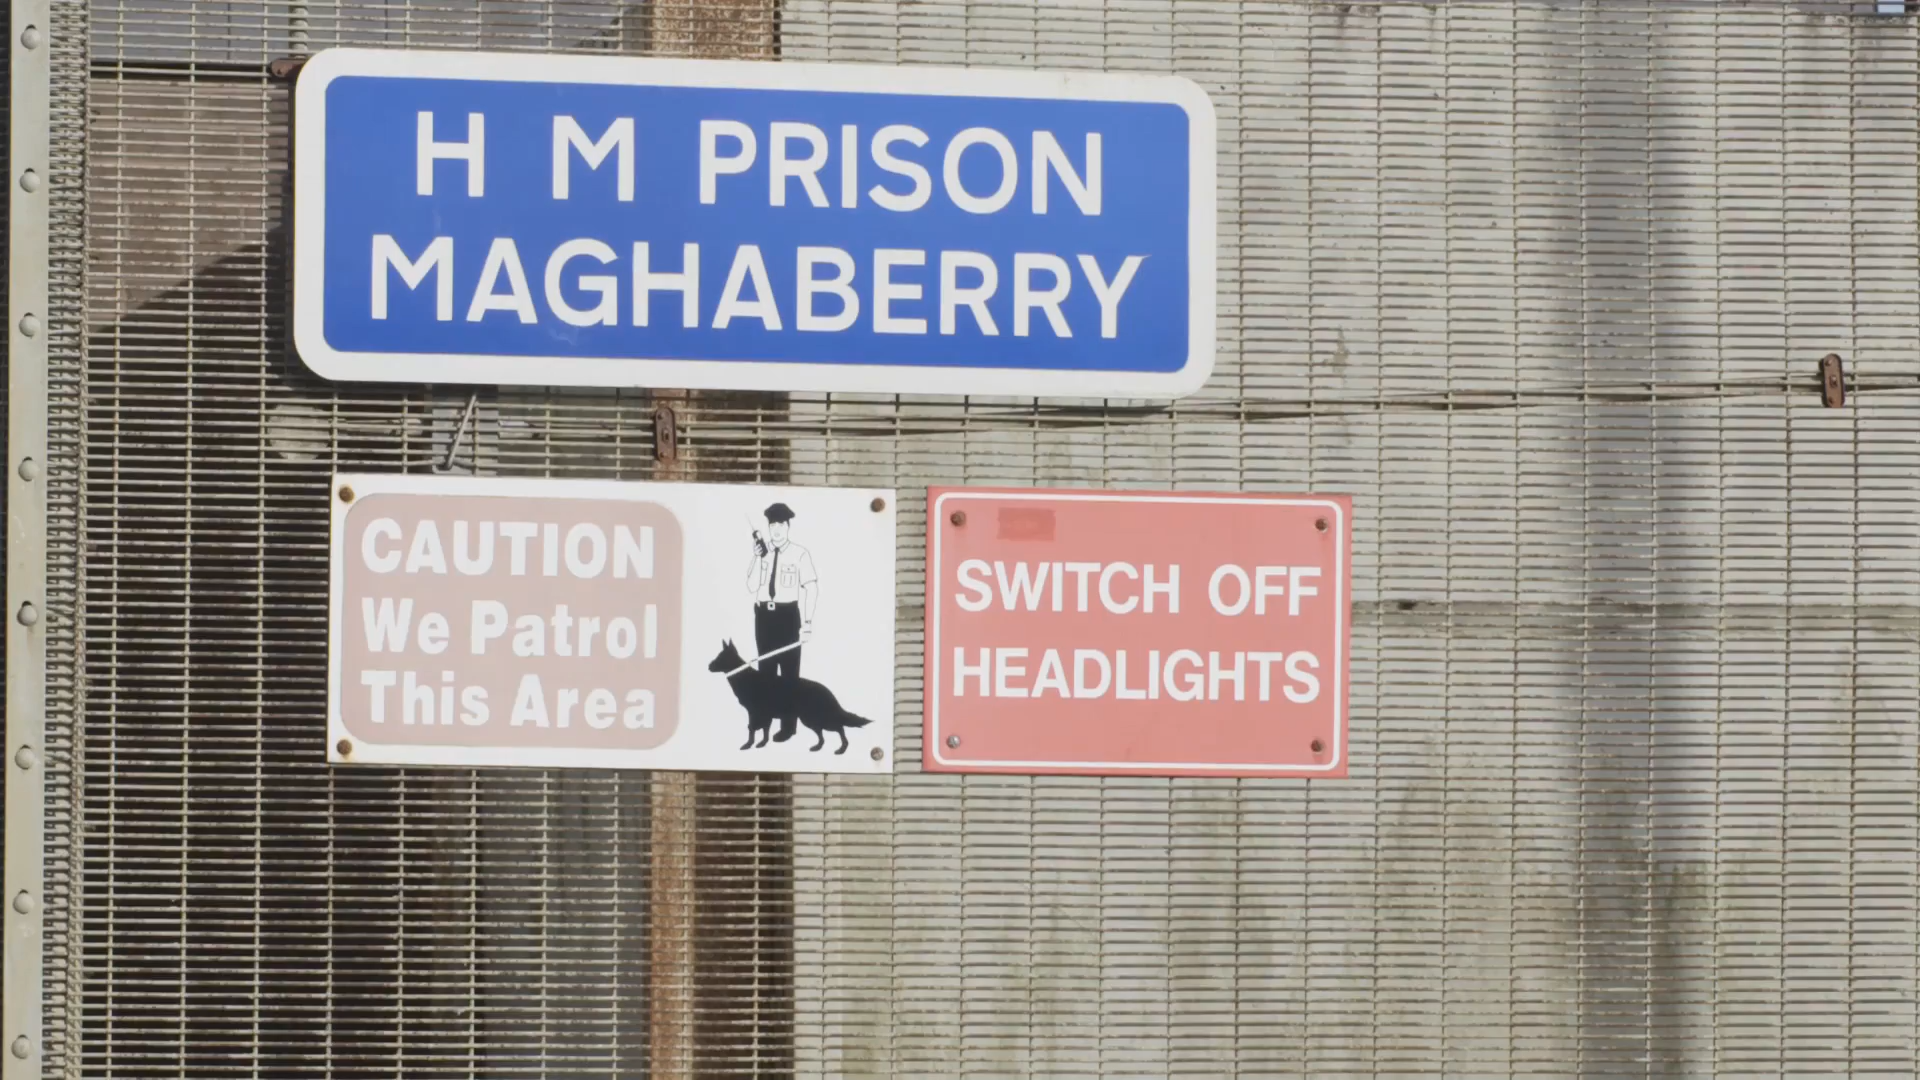 H M PRISON
MAGHABERRY
CAUTION
We Patrol
This Area
SWITCH OFF
HEADLIGHTS